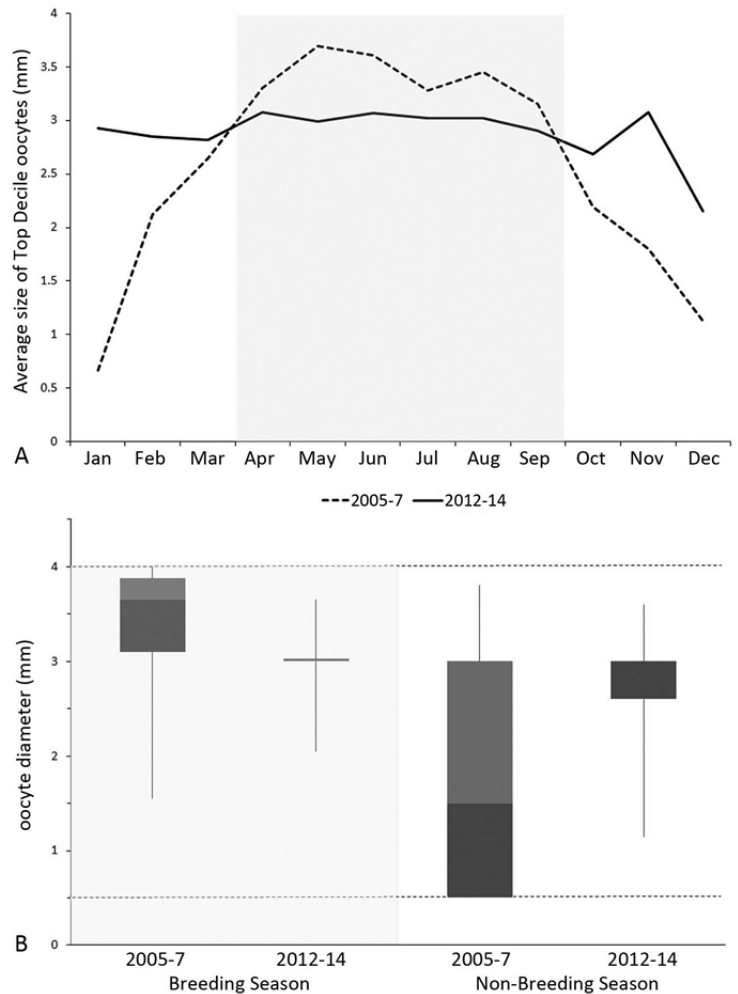 Average size of Top Decile oocytes (mm)
4
3.5
3
2.5
2
1.5
1
0.5
0
Jan Feb Mar Apr May Jun Jul Aug Sep Oct Nov Dec
A
2005-7 2012-14
oocyte diameter (mm)
4
3
2
1
0
B
2005-7 2012-14 2005-7 2012-14
Breeding Season Non-Breeding Season